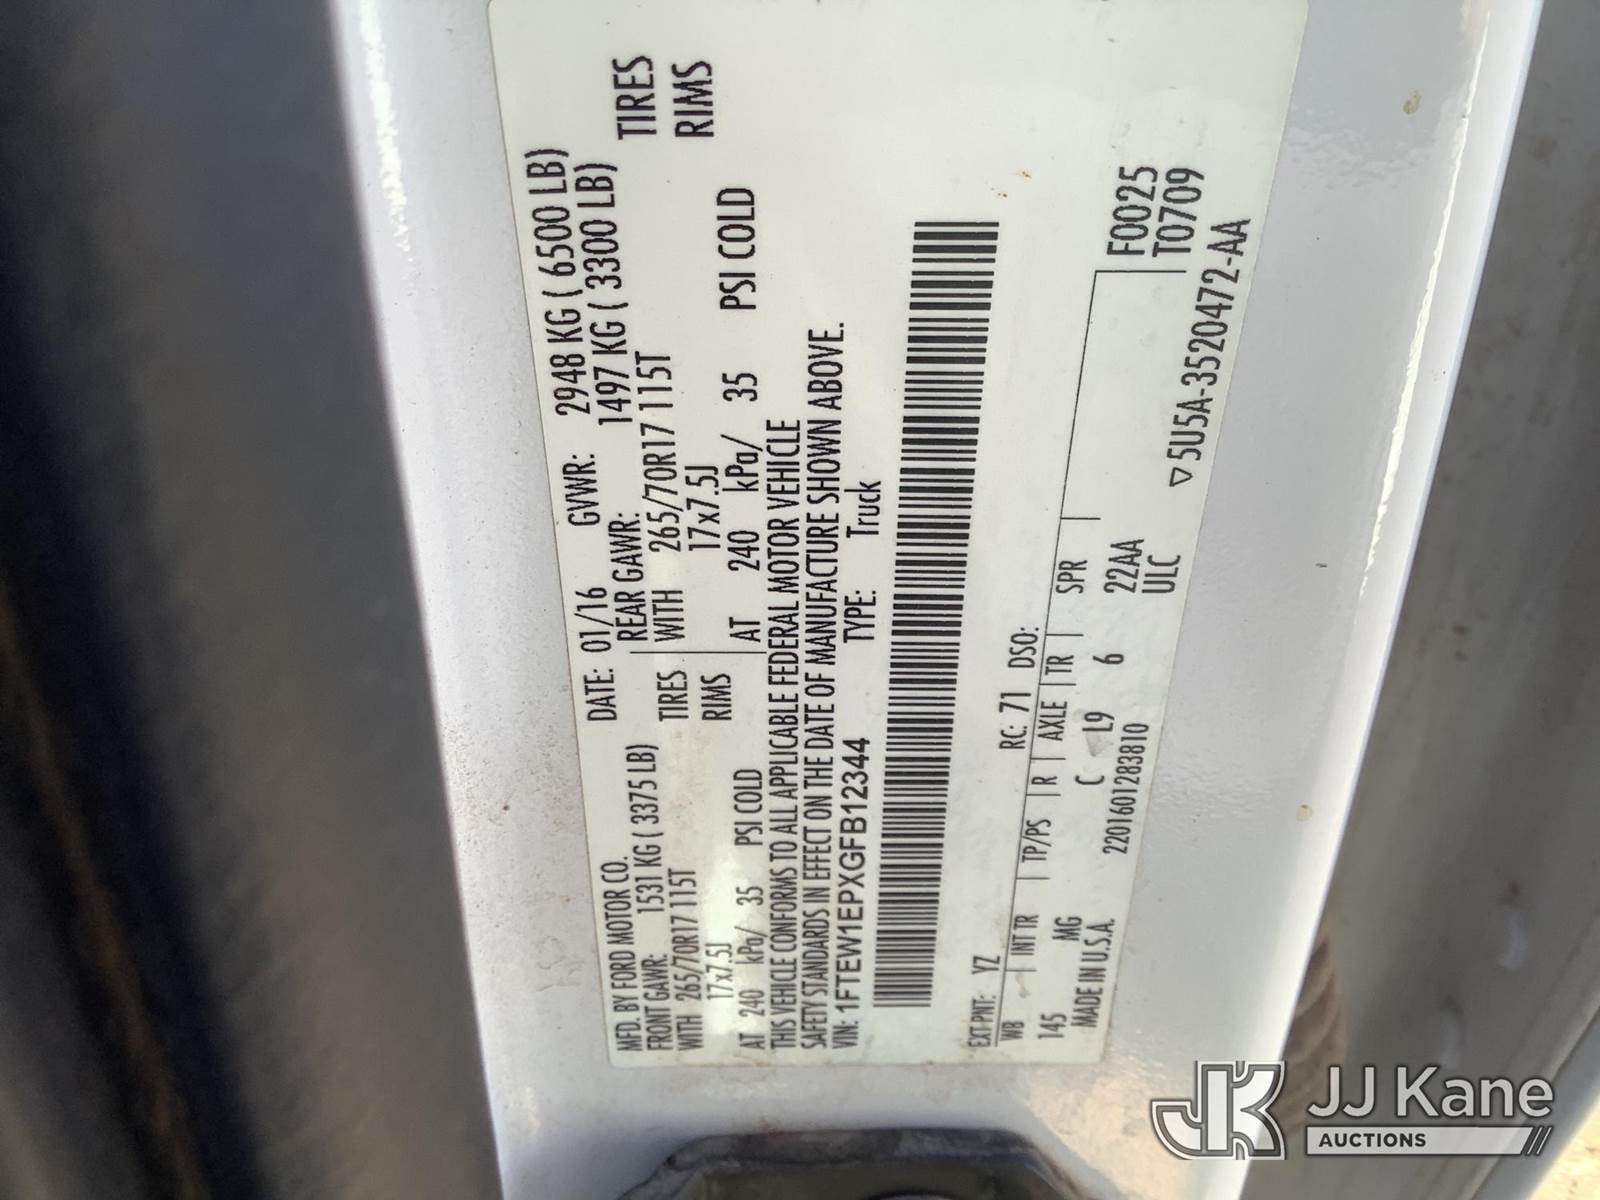 MFD. BY FORD MOTOR CO.
DATE: 01/16 GVWR: 2948 KG ( 6500 LB)
FRONT GAWR: 1531 KG ( 3375 LB)
REAR GAWR: 1497 KG ( 3300 LB)
WITH 265/70R17 115T TIRES
WITH 265/70R17 115T TIRES
17x7.5J RIMS
17x7.5J RIMS
AT 240 kPa/ 35 PSI COLD
AT 240 kPa/ 35 PSI COLD
THIS VEHICLE CONFORMS TO ALL APPLICABLE FEDERAL MOTOR VEHICLE
SAFETY STANDARDS IN EFFECT ON THE DATE OF MANUFACTURE SHOWN ABOVE.
VIN: 1FTEW1EPXGFB12344 TYPE: Truck
EXT-PNT: YZ RC: 71 DSO:
WB INT TR TP/PS R AXLE TR SPR
145 MG C L9 6 22AA
MADE IN U.S.A. 2201601283810 ULC
F0025
T0709
▽5U5A-3520472-AA
JK JJ Kane
AUCTIONS